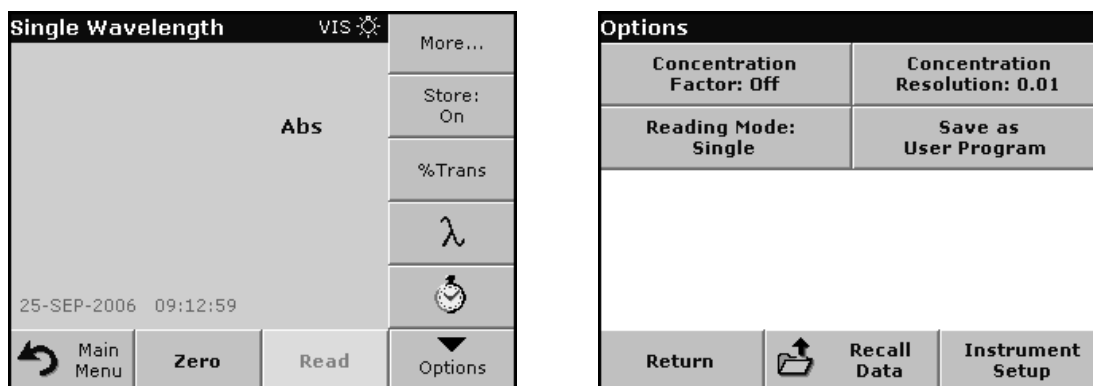 Single Wavelength VIS
More...
Store:
On
Abs
%Trans
λ
25-SEP-2006 09:12:59
Main
Menu
Zero
Read
Options
Options
Concentration
Factor: Off
Concentration
Resolution: 0.01
Reading Mode:
Single
Save as
User Program
Return
Recall
Data
Instrument
Setup